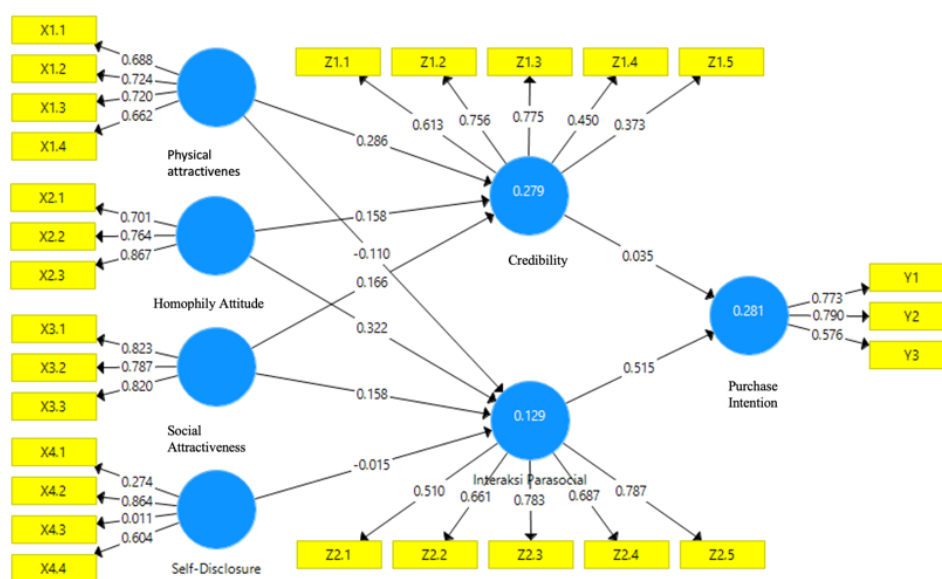 X1.1
X1.2
X1.3
X1.4
0.688
0.724
0.720
0.662
Physical
attractivenes
X2.1
X2.2
X2.3
0.701
0.764
0.867
Homophily Attitude
X3.1
X3.2
X3.3
0.823
0.787
0.820
Social
Attractiveness
X4.1
X4.2
X4.3
X4.4
0.274
0.864
0.011
0.604
Self-Disclosure
0.286
0.158
-0.110
0.166
0.322
0.158
-0.015
Z1.1
Z1.2
Z1.3
Z1.4
Z1.5
0.613
0.756
0.775
0.450
0.373
0.279
Credibility
0.129
Interaksi Parasocial
0.510
0.661
0.783
0.687
0.787
Z2.1
Z2.2
Z2.3
Z2.4
Z2.5
0.035
0.515
0.281
Purchase
Intention
0.773
0.790
0.576
Y1
Y2
Y3